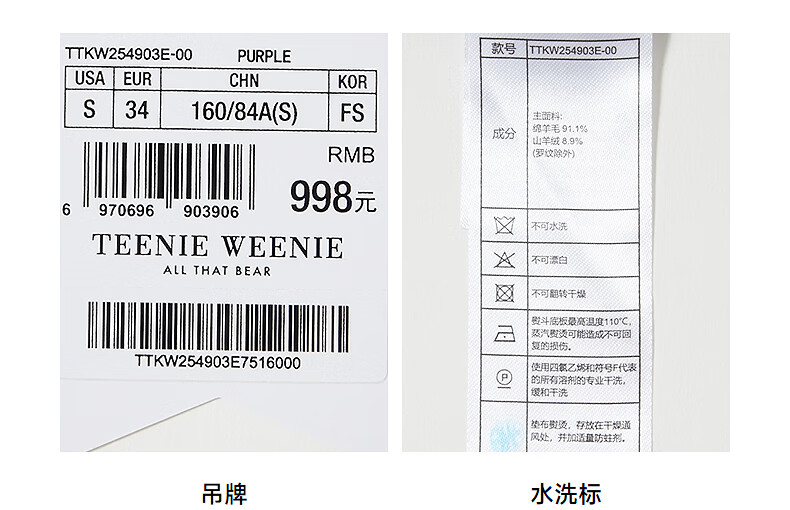 TTKW254903E-00 PURPLE
USA EUR CHN KOR
S 34 160/84A(S) FS
RMB
998元
6 970696 903906
TEENIE WEENIE
ALL THAT BEAR
TTKW254903E7516000
吊牌
款号 TTKW254903E-00
成分
主面料:
绵羊毛 91.1%
山羊绒 8.9%
(罗纹除外)
不可水洗
不可漂白
不可翻转干燥
熨斗底板最高温度110℃,
蒸汽熨烫可能造成不可回
复的损伤。
P
使用四氯乙烯和符号F代表
的所有溶剂的专业干洗,
缓和干洗
垫布熨烫，存放在干燥通
风处，并加适量防蛀剂。
水洗标